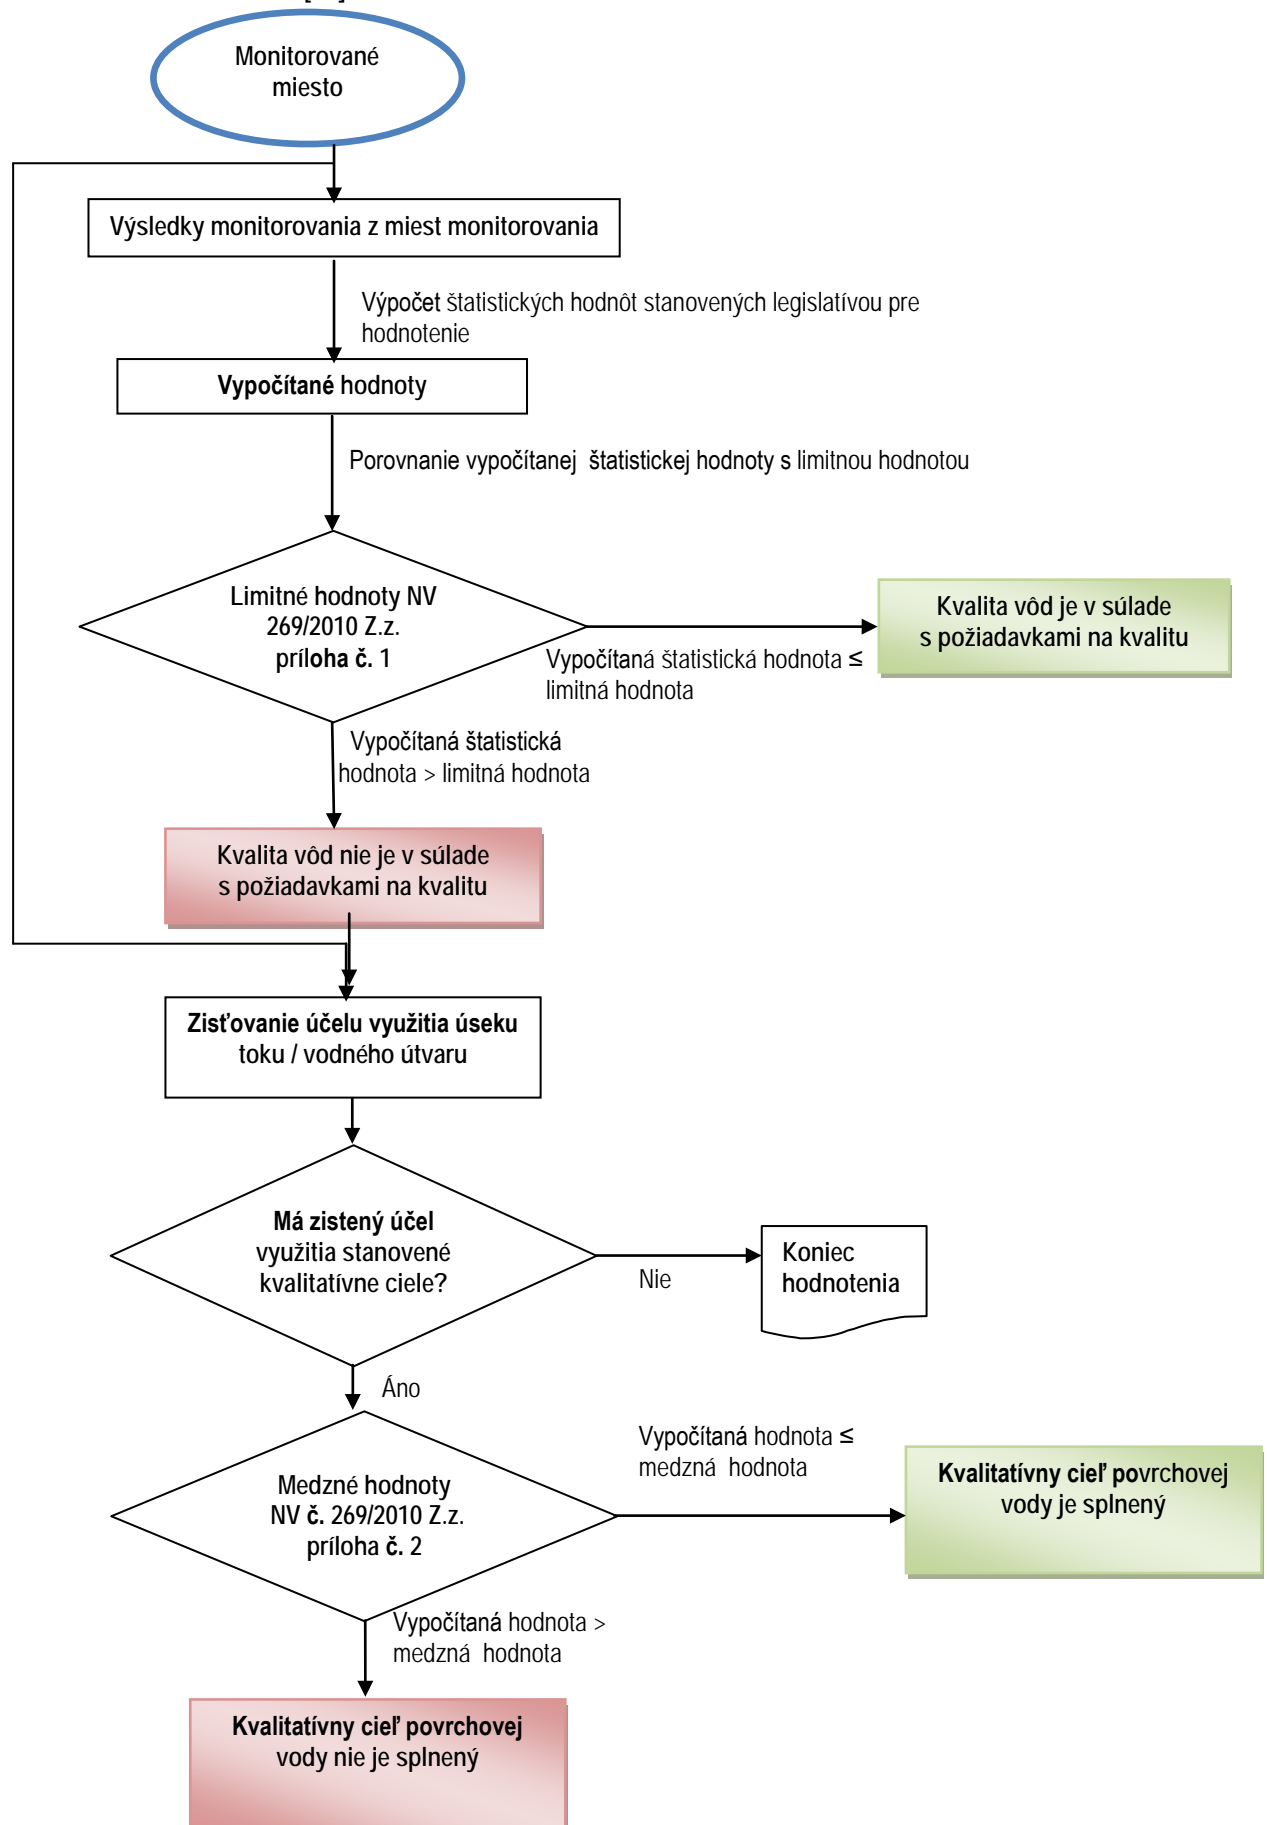 Monitorované
miesto
Výsledky monitorovania z miest monitorovania
Výpočet štatistických hodnôt stanovených legislatívou pre
hodnotenie
Vypočítané hodnoty
Porovnanie vypočítanej štatistickej hodnoty s limitnou hodnotou
Limitné hodnoty NV
269/2010 Z.z.
príloha č. 1
Kvalita vôd je v súlade
s požiadavkami na kvalitu
Vypočítaná štatistická hodnota ≤
limitná hodnota
Vypočítaná štatistická
hodnota > limitná hodnota
Kvalita vôd nie je v súlade
s požiadavkami na kvalitu
Zisťovanie účelu využitia úseku
toku / vodného útvaru
Má zistený účel
využitia stanovené
kvalitatívne ciele?
Nie
Koniec
hodnotenia
Áno
Medzné hodnoty
NV č. 269/2010 Z.z.
príloha č. 2
Vypočítaná hodnota ≤
medzná hodnota
Kvalitatívny cieľ povrchovej
vody je splnený
Vypočítaná hodnota >
medzná hodnota
Kvalitatívny cieľ povrchovej
vody nie je splnený